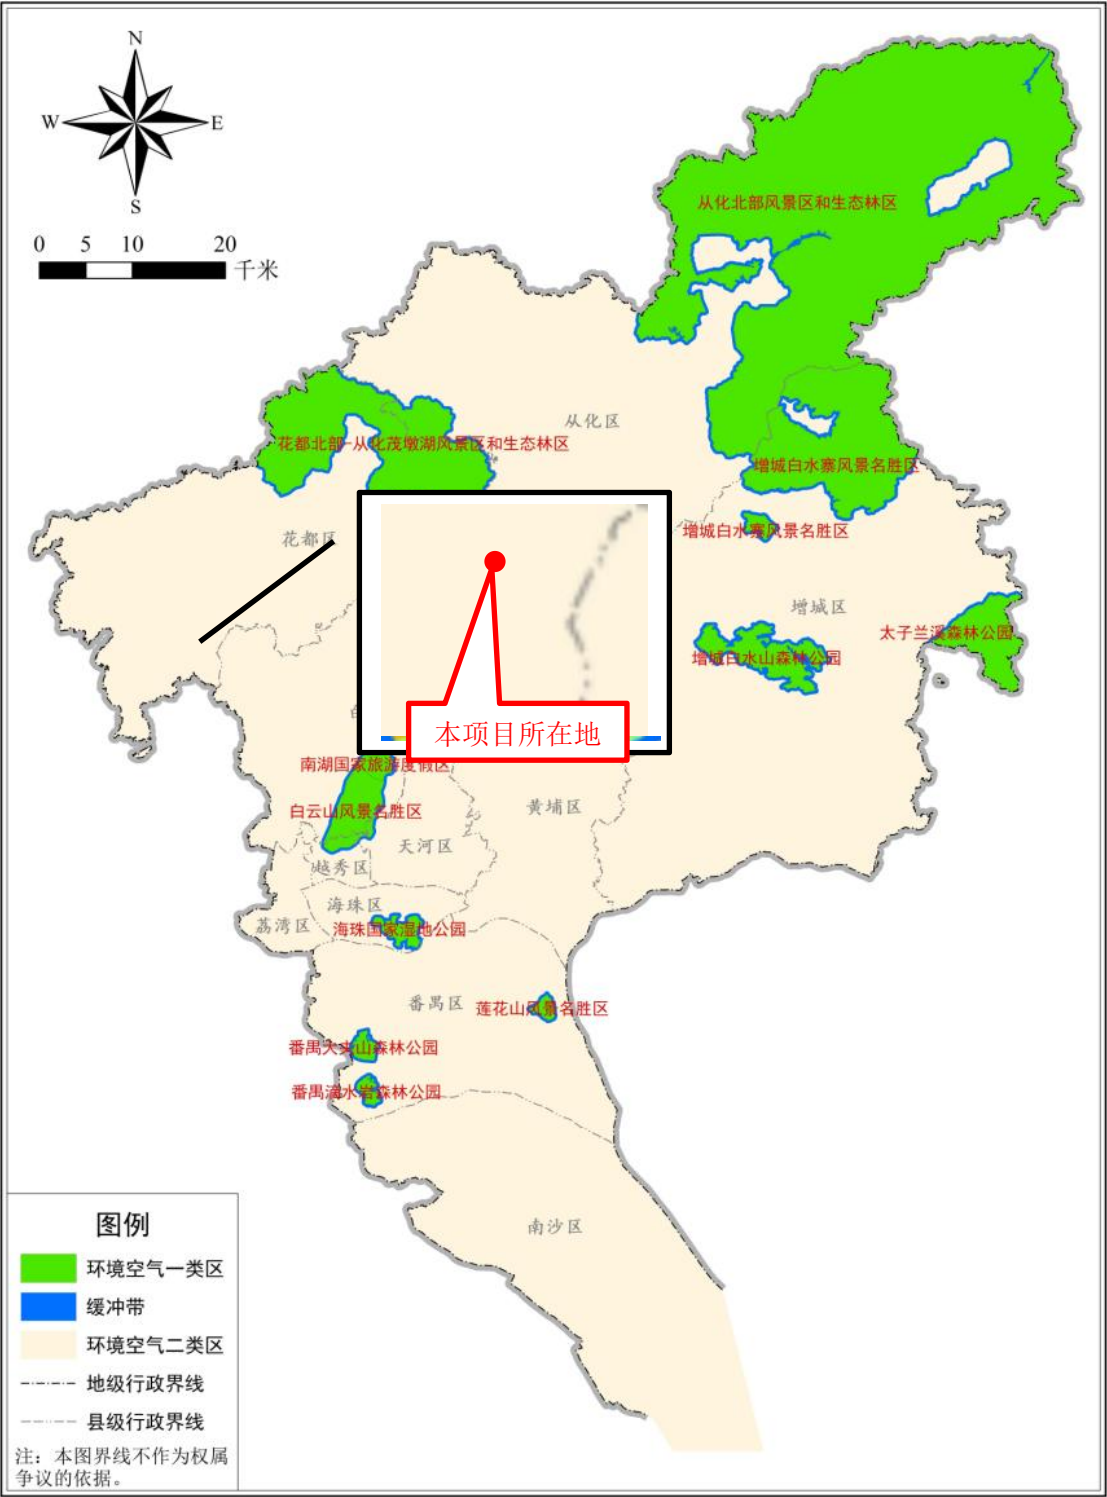 N
W
E
S
0 5 10 20
千米
从化北部风景区和生态林区
从化区
花都北部-从化茂墩湖风景区和生态林区
增城白水寨风景名胜区
增城白水寨风景名胜区
花都区
增城区
太子兰溪森林公园
增城白水山森林公园
本项目所在地
南湖国家旅游度假区
白云山风景名胜区
黄埔区
天河区
越秀区
海珠区
荔湾区
海珠国家湿地公园
番禺区
莲花山风景名胜区
番禺大夫山森林公园
番禺滴水岩森林公园
南沙区
图例
环境空气一类区
缓冲带
环境空气二类区
地级行政界线
县级行政界线
注：本图界线不作为权属
争议的依据。